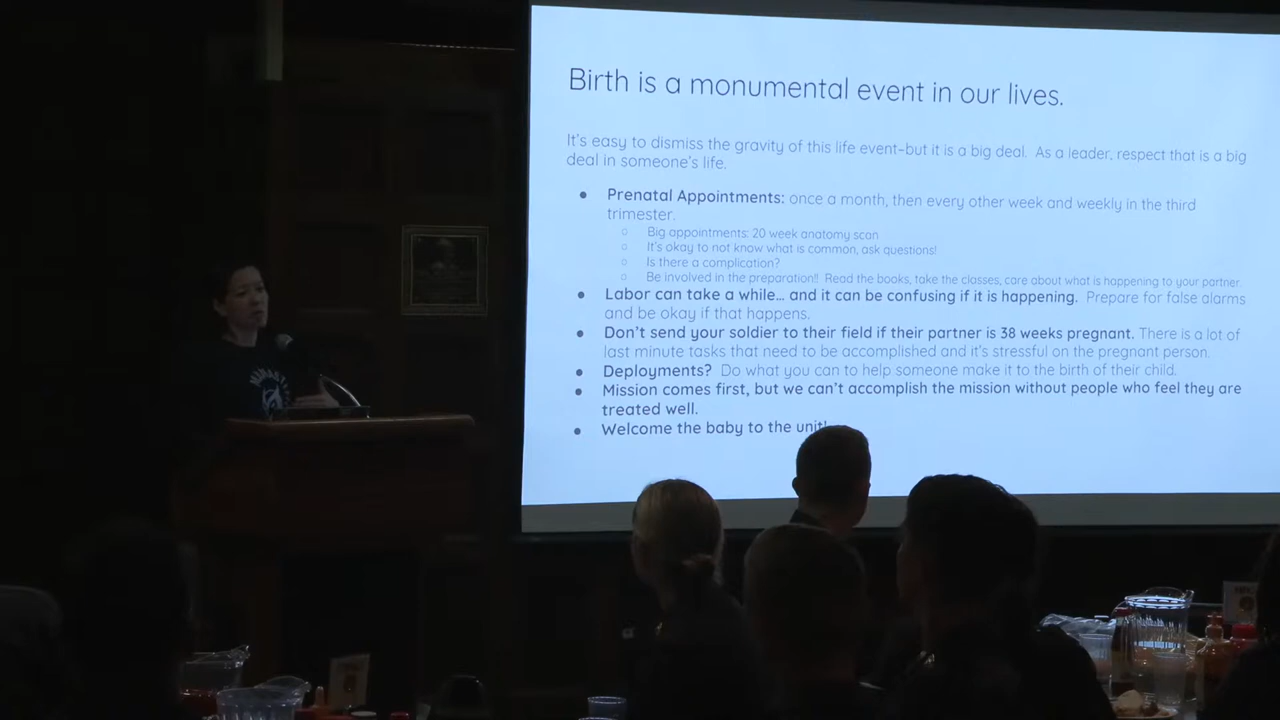 Birth is a monumental event in our lives.
It's easy to dismiss the gravity of this life event–but it is a big deal. As a leader, respect that is a big
deal in someone's life.
● Prenatal Appointments: once a month, then every other week and weekly in the third
trimester.
○ Big appointments: 20 week anatomy scan
○ It's okay to not know what is common, ask questions!
○ Is there a complication?
○ Be involved in the preparation!! Read the books, take the classes, care about what is happening to your partner.
● Labor can take a while... and it can be confusing if it is happening. Prepare for false alarms
and be okay if that happens.
● Don't send your soldier to their field if their partner is 38 weeks pregnant. There is a lot of
last minute tasks that need to be accomplished and it's stressful on the pregnant person.
● Deployments? Do what you can to help someone make it to the birth of their child.
● Mission comes first, but we can't accomplish the mission without people who feel they are
treated well.
● Welcome the baby to the unit!